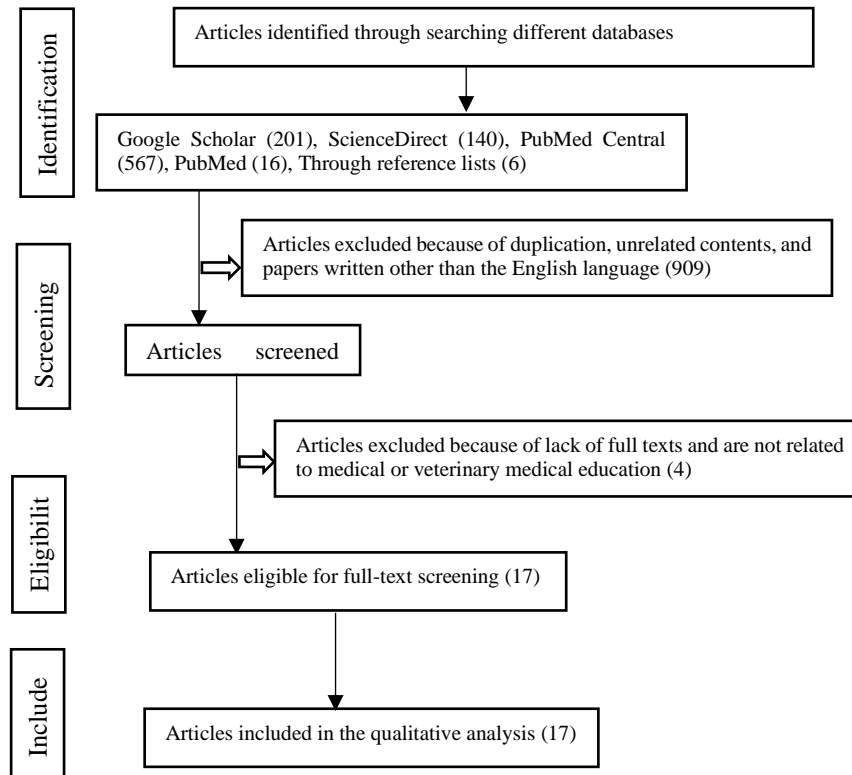 Identification
Articles identified through searching different databases
Google Scholar (201), ScienceDirect (140), PubMed Central
(567), PubMed (16), Through reference lists (6)
Screening
Articles excluded because of duplication, unrelated contents, and
papers written other than the English language (909)
Articles screened
Articles excluded because of lack of full texts and are not related
to medical or veterinary medical education (4)
Eligibilit
Articles eligible for full-text screening (17)
Include
Articles included in the qualitative analysis (17)